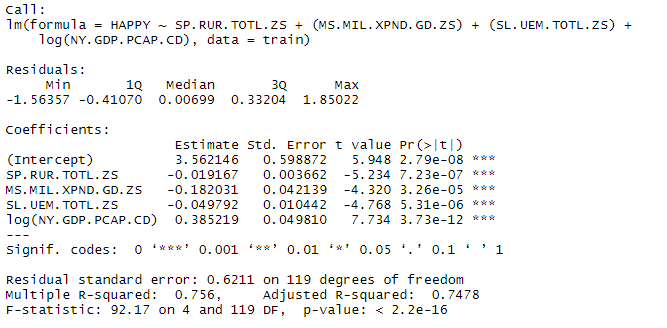 Call:
lm(formula = HAPPY ~ SP.RUR.TOTL.ZS + (MS.MIL.XPND.GD.ZS) + (SL.UEM.TOTL.ZS) +
    log(NY.GDP.PCAP.CD), data = train)
Residuals:
     Min       1Q   Median       3Q      Max
-1.56357 -0.41070  0.00699  0.33204  1.85022
Coefficients:
                     Estimate Std. Error t value Pr(>|t|)
(Intercept)          3.562146   0.598872   5.948 2.79e-08 ***
SP.RUR.TOTL.ZS      -0.019167   0.003662  -5.234 7.23e-07 ***
MS.MIL.XPND.GD.ZS   -0.182031   0.042139  -4.320 3.26e-05 ***
SL.UEM.TOTL.ZS      -0.049792   0.010442  -4.768 5.31e-06 ***
log(NY.GDP.PCAP.CD)  0.385219   0.049810   7.734 3.73e-12 ***
---
Signif. codes:  0 ‘***’ 0.001 ‘**’ 0.01 ‘*’ 0.05 ‘.’ 0.1 ‘ ’ 1
Residual standard error: 0.6211 on 119 degrees of freedom
Multiple R-squared:  0.756,	Adjusted R-squared:  0.7478
F-statistic: 92.17 on 4 and 119 DF,  p-value: < 2.2e-16